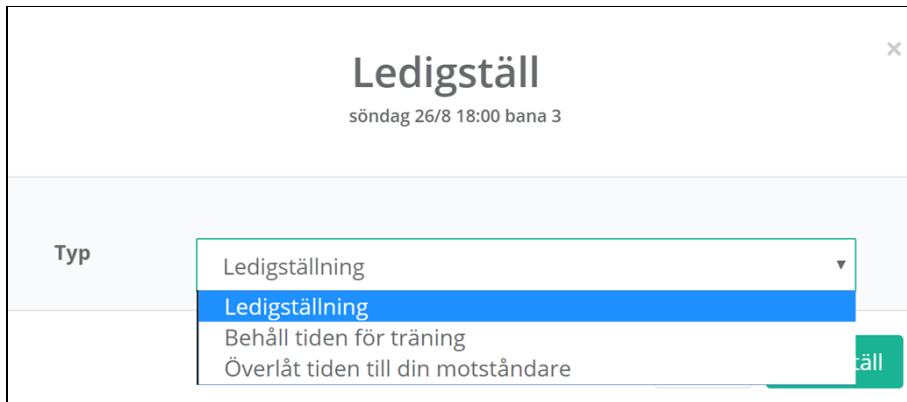 ×
Ledigställ
söndag 26/8 18:00 bana 3
Typ
Ledigställning
Ledigställning
Behåll tiden för träning
Överlåt tiden till din motståndare